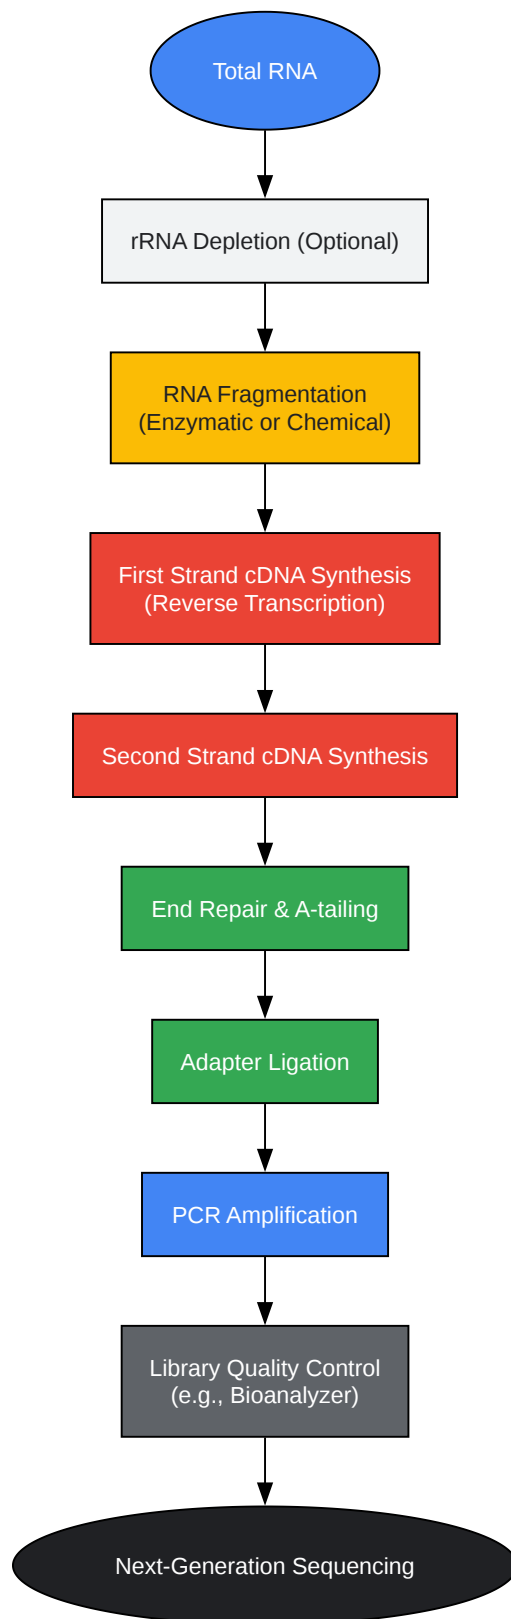 Total RNA
rRNA Depletion (Optional)
RNA Fragmentation
(Enzymatic or Chemical)
First Strand cDNA Synthesis
(Reverse Transcription)
Second Strand cDNA Synthesis
End Repair & A-tailing
Adapter Ligation
PCR Amplification
Library Quality Control
(e.g., Bioanalyzer)
Next-Generation Sequencing